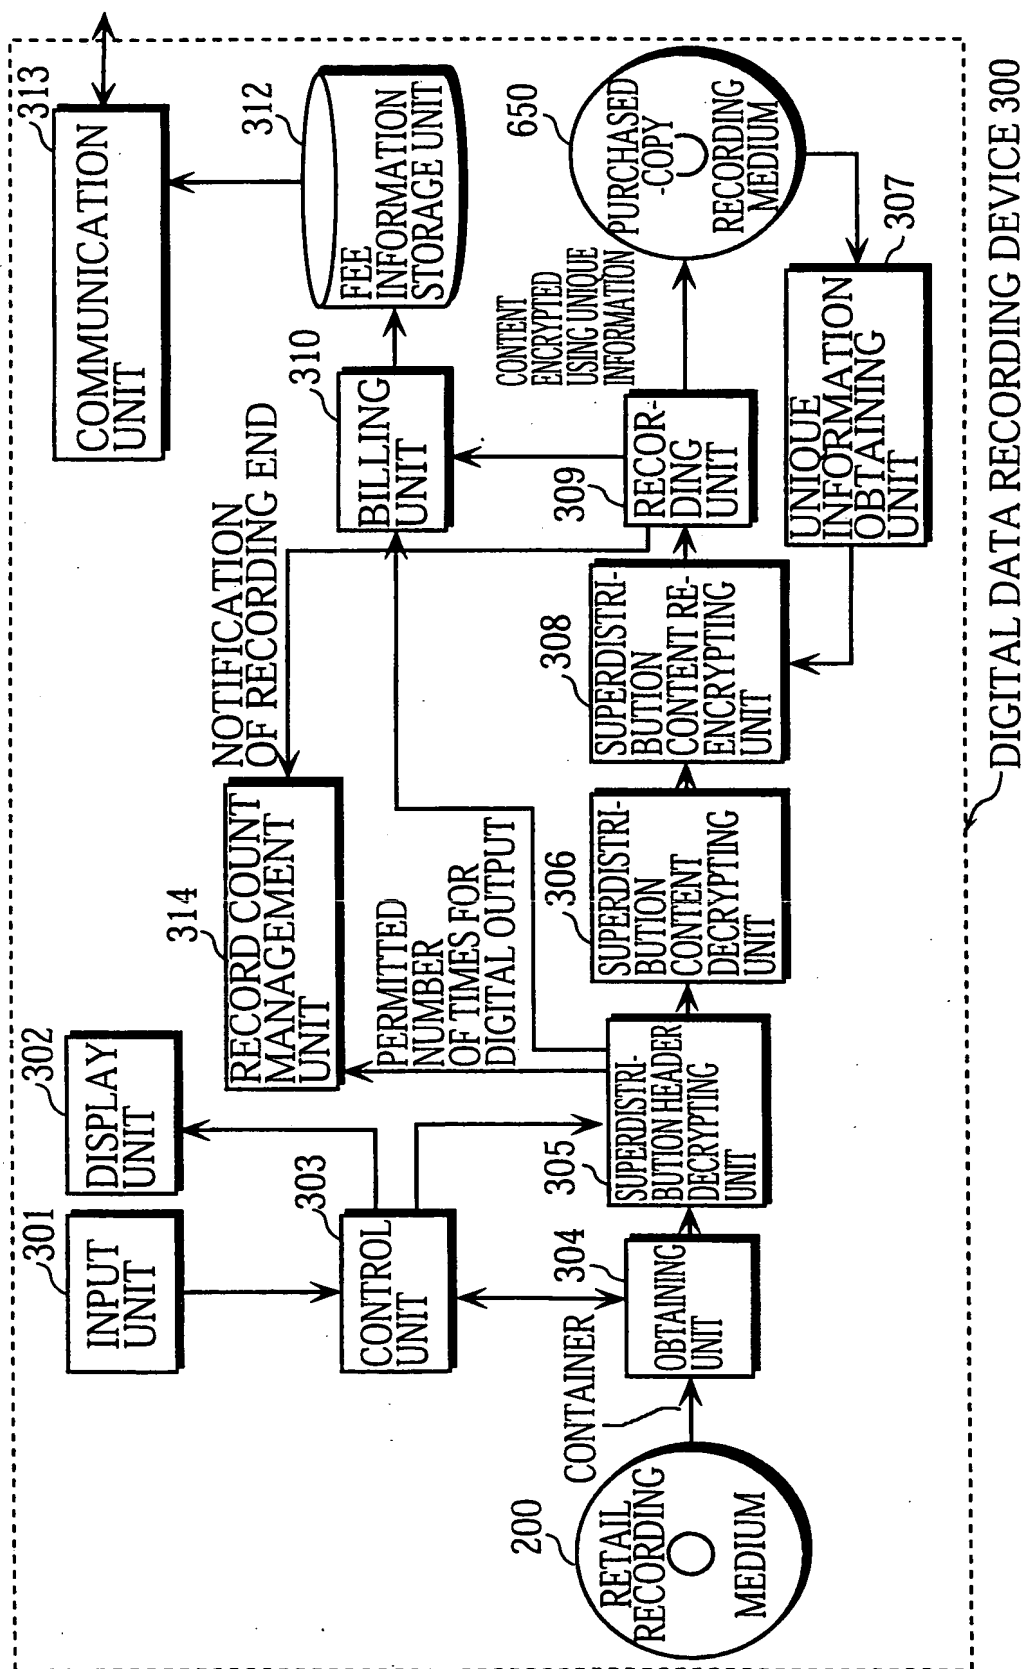 301
INPUT
UNIT
302
DISPLAY
UNIT
313
COMMUNICATION
UNIT
303
CONTROL
UNIT
314
RECORD COUNT
MANAGEMENT
UNIT
NOTIFICATION
OF RECORDING END
310
BILLING
UNIT
312
FEE
INFORMATION
STORAGE UNIT
PERMITTED
NUMBER
OF TIMES FOR
DIGITAL OUTPUT
200
RETAIL
RECORDING
MEDIUM
CONTAINER
304
OBTAINING
UNIT
305
SUPERDISTRI-
BUTION HEADER
DECRYPTING
UNIT
306
SUPERDISTRI-
BUTION
CONTENT
DECRYPTING
UNIT
308
SUPERDISTRI-
BUTION
CONTENT RE-
ENCRYPTING
UNIT
309
RECOR-
DING
UNIT
CONTENT
ENCRYPTED
USING UNIQUE
INFORMATION
650
PURCHASED
-COPY
RECORDING
MEDIUM
307
UNIQUE
INFORMATION
OBTAINING
UNIT
DIGITAL DATA RECORDING DEVICE 300